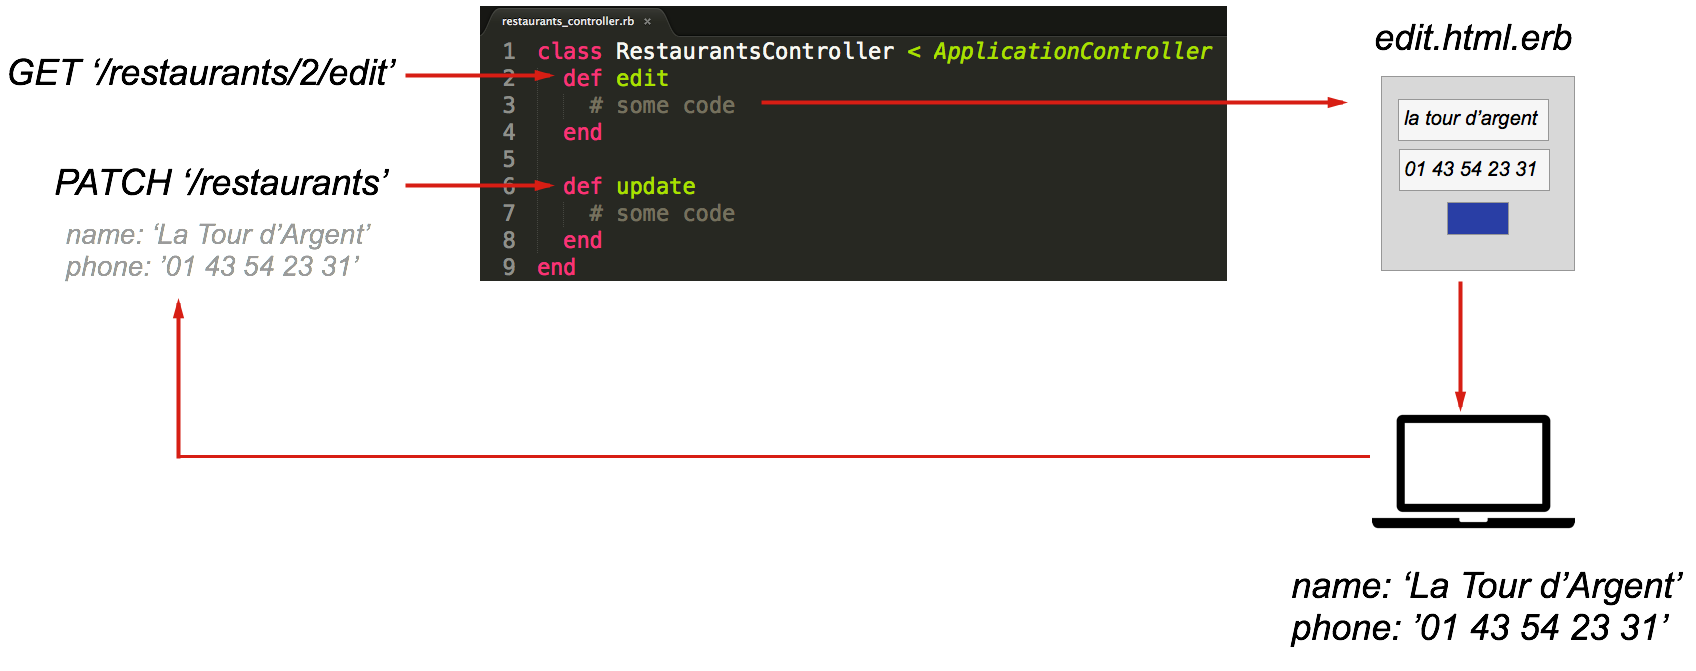 GET ‘/restaurants/2/edit’
PATCH ‘/restaurants’
name: ‘La Tour d’Argent’
phone: ’01 43 54 23 31’
restaurants_controller.rb ×
1 class RestaurantsController < ApplicationController
2   def edit
3     # some code
4   end
5
6   def update
7     # some code
8   end
9 end
edit.html.erb
la tour d’argent
01 43 54 23 31
name: ‘La Tour d’Argent’
phone: ’01 43 54 23 31’